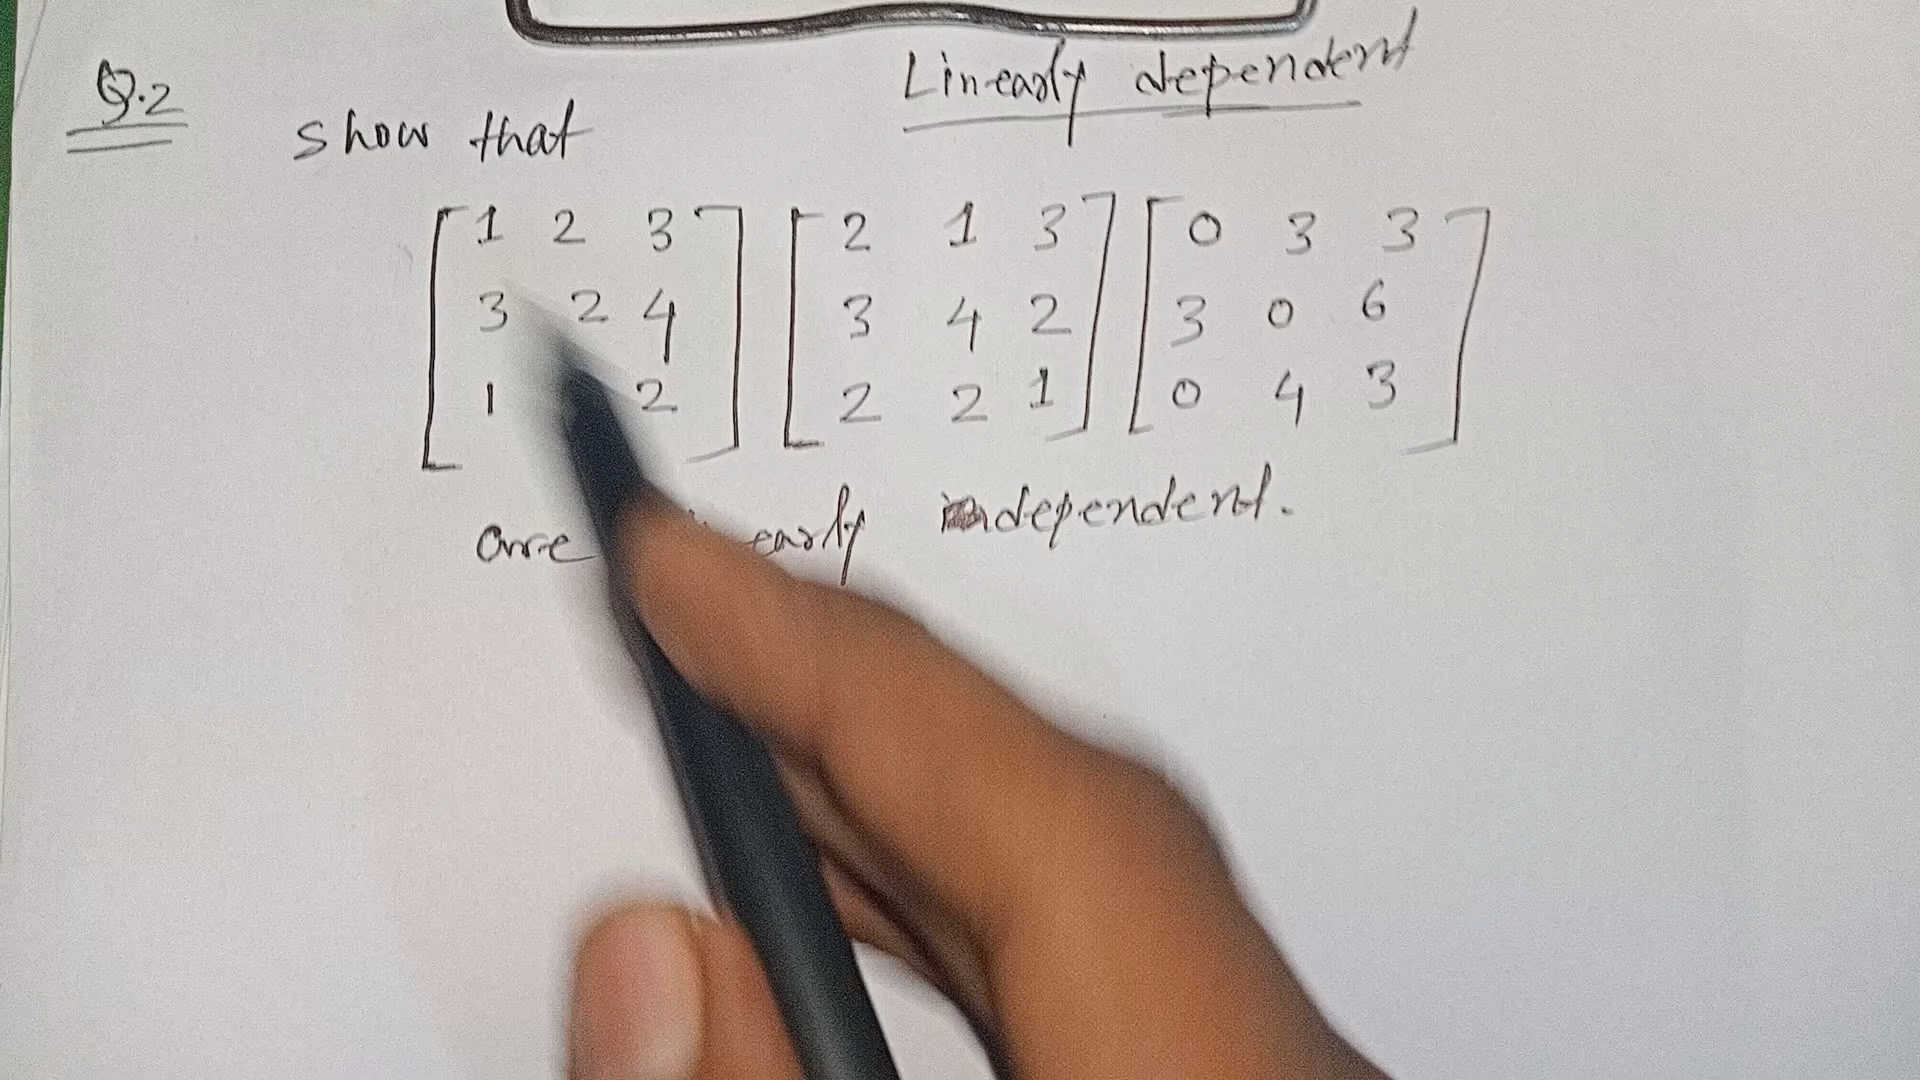 Linearly dependent
Q.2 show that
1 2 3 2 1 3 0 3 3
3 2 4 3 4 2 3 0 6
1 2 2 2 1 0 4 3
are early independent.